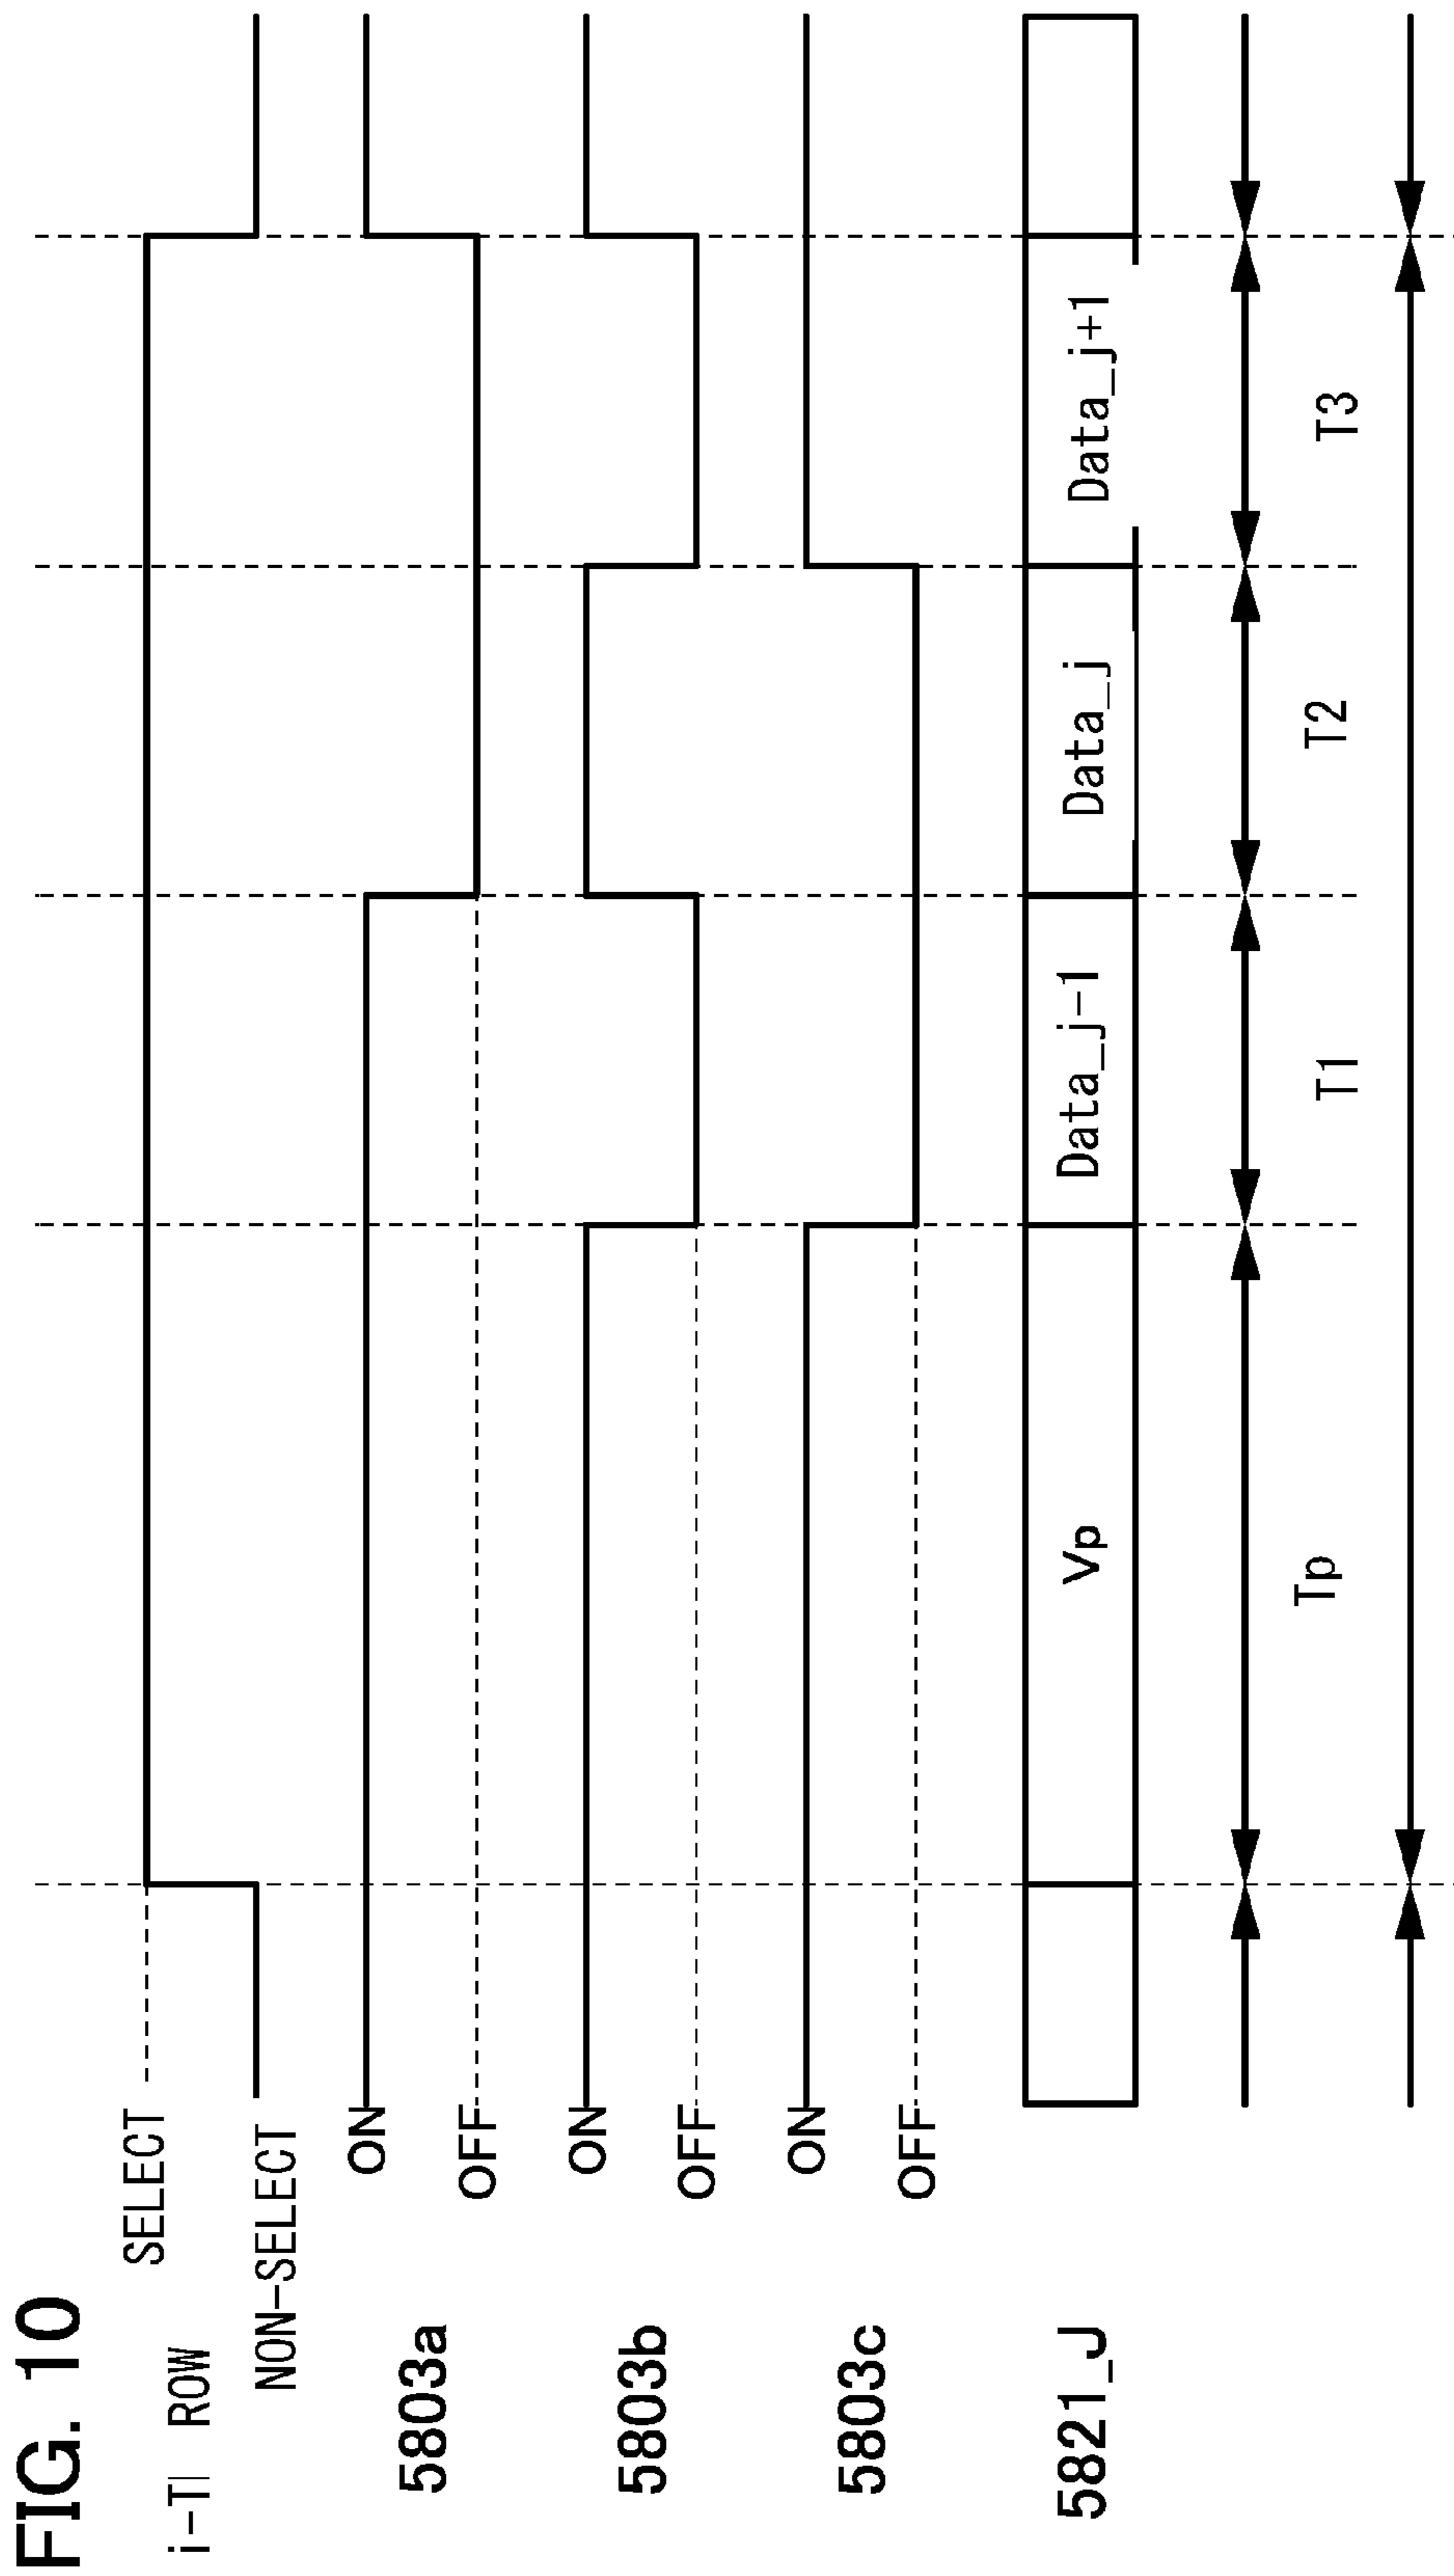 FIG. 10
SELECT
i-TI ROW
NON-SELECT
ON
5803a
OFF
ON
5803b
OFF
ON
5803c
OFF
5821_J
Vp
Data_j-1
Data_j
Data_j+1
Tp
T1
T2
T3